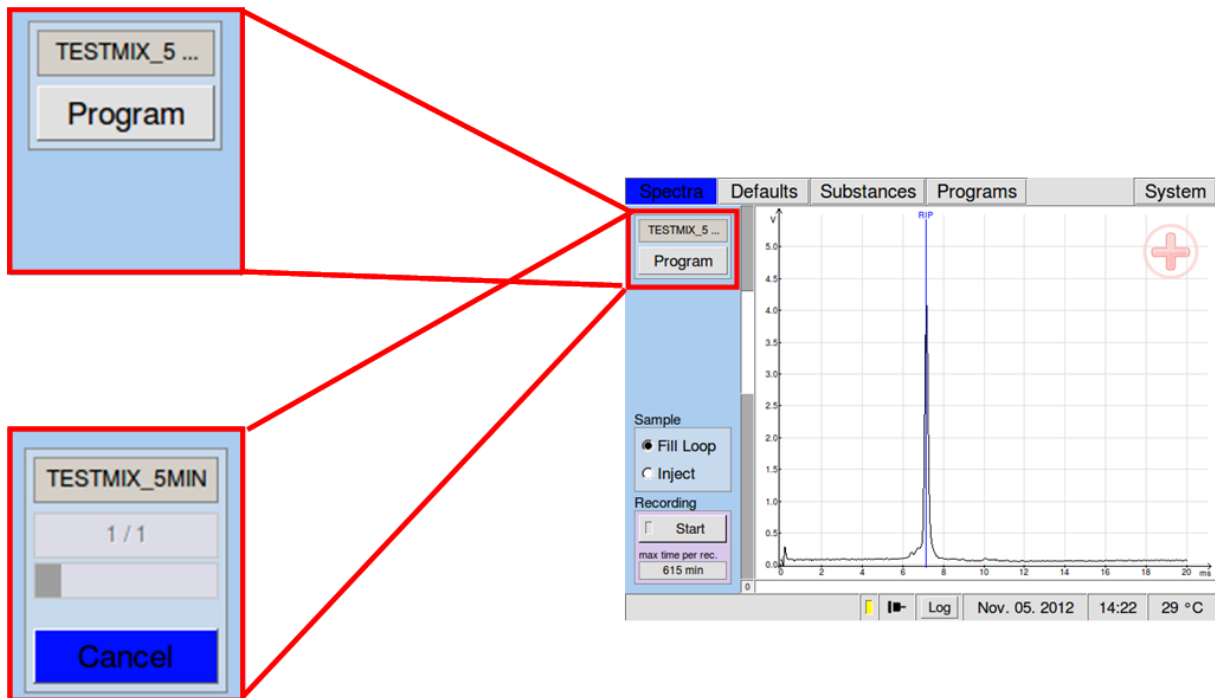 TESTMIX_5 ...
Program
TESTMIX_5MIN
1 / 1
Cancel
Spectra Defaults Substances Programs System
TESTMIX_5 ...
Program
Sample
Fill Loop
Inject
Recording
Start
max time per rec.
615 min
V
RIP
5.0
4.5
4.0
3.5
3.0
2.5
2.0
1.5
1.0
0.5
0.0
0 2 4 6 8 10 12 14 16 18 20 ms
0
Log Nov. 05. 2012 14:22 29 °C